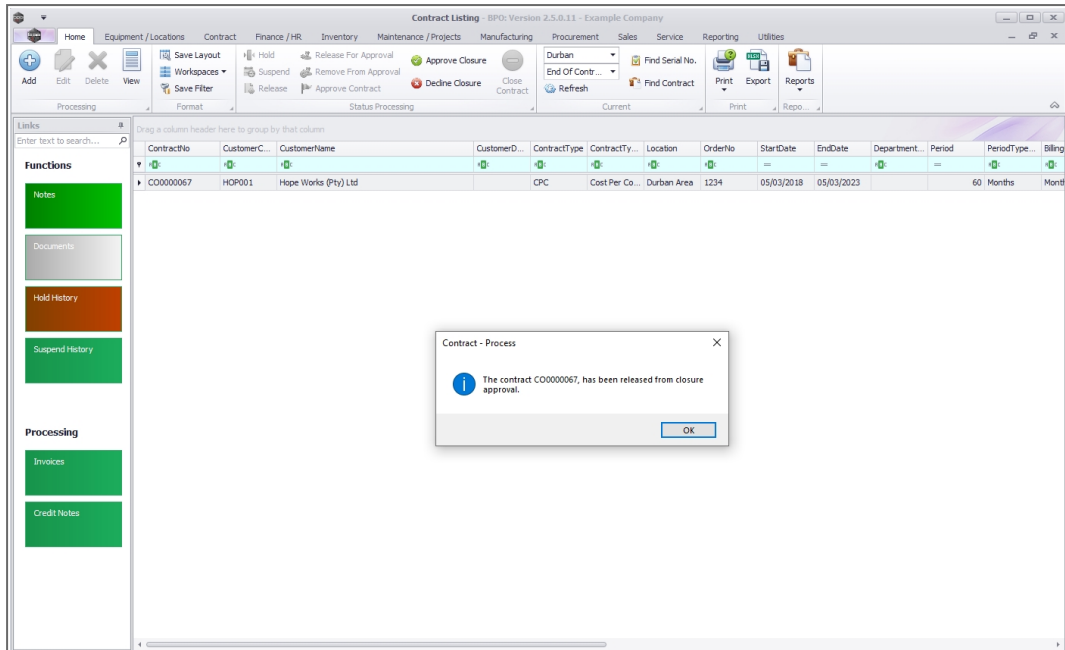 Contract Listing - BPO: Version 2.5.0.11 - Example Company
Home Equipment / Locations Contract Finance / HR Inventory Maintenance / Projects Manufacturing Procurement Sales Service Reporting Utilities
Add
Edit
Delete
View
Processing
Save Layout
Workspaces
Save Filter
Format
Hold
Suspend
Release
Release For Approval
Remove From Approval
Approve Contract
Approve Closure
Decline Closure
Close
Contract
Status Processing
Durban
End Of Contr...
Refresh
Find Serial No.
Find Contract
Current
Print
Export
Print
Reports
Repo...
Links
Enter text to search...
Functions
Notes
Documents
Hold History
Suspend History
Processing
Invoices
Credit Notes
Drag a column header here to group by that column
ContractNo CustomerC... CustomerName CustomerD... ContractType ContractTy... Location OrderNo StartDate EndDate Department... Period PeriodType... Billing
CO0000067 HOP001 Hope Works (Pty) Ltd CPC Cost Per Co... Durban Area 1234 05/03/2018 05/03/2023 60 Months Month
Contract - Process
The contract CO0000067, has been released from closure
approval.
OK